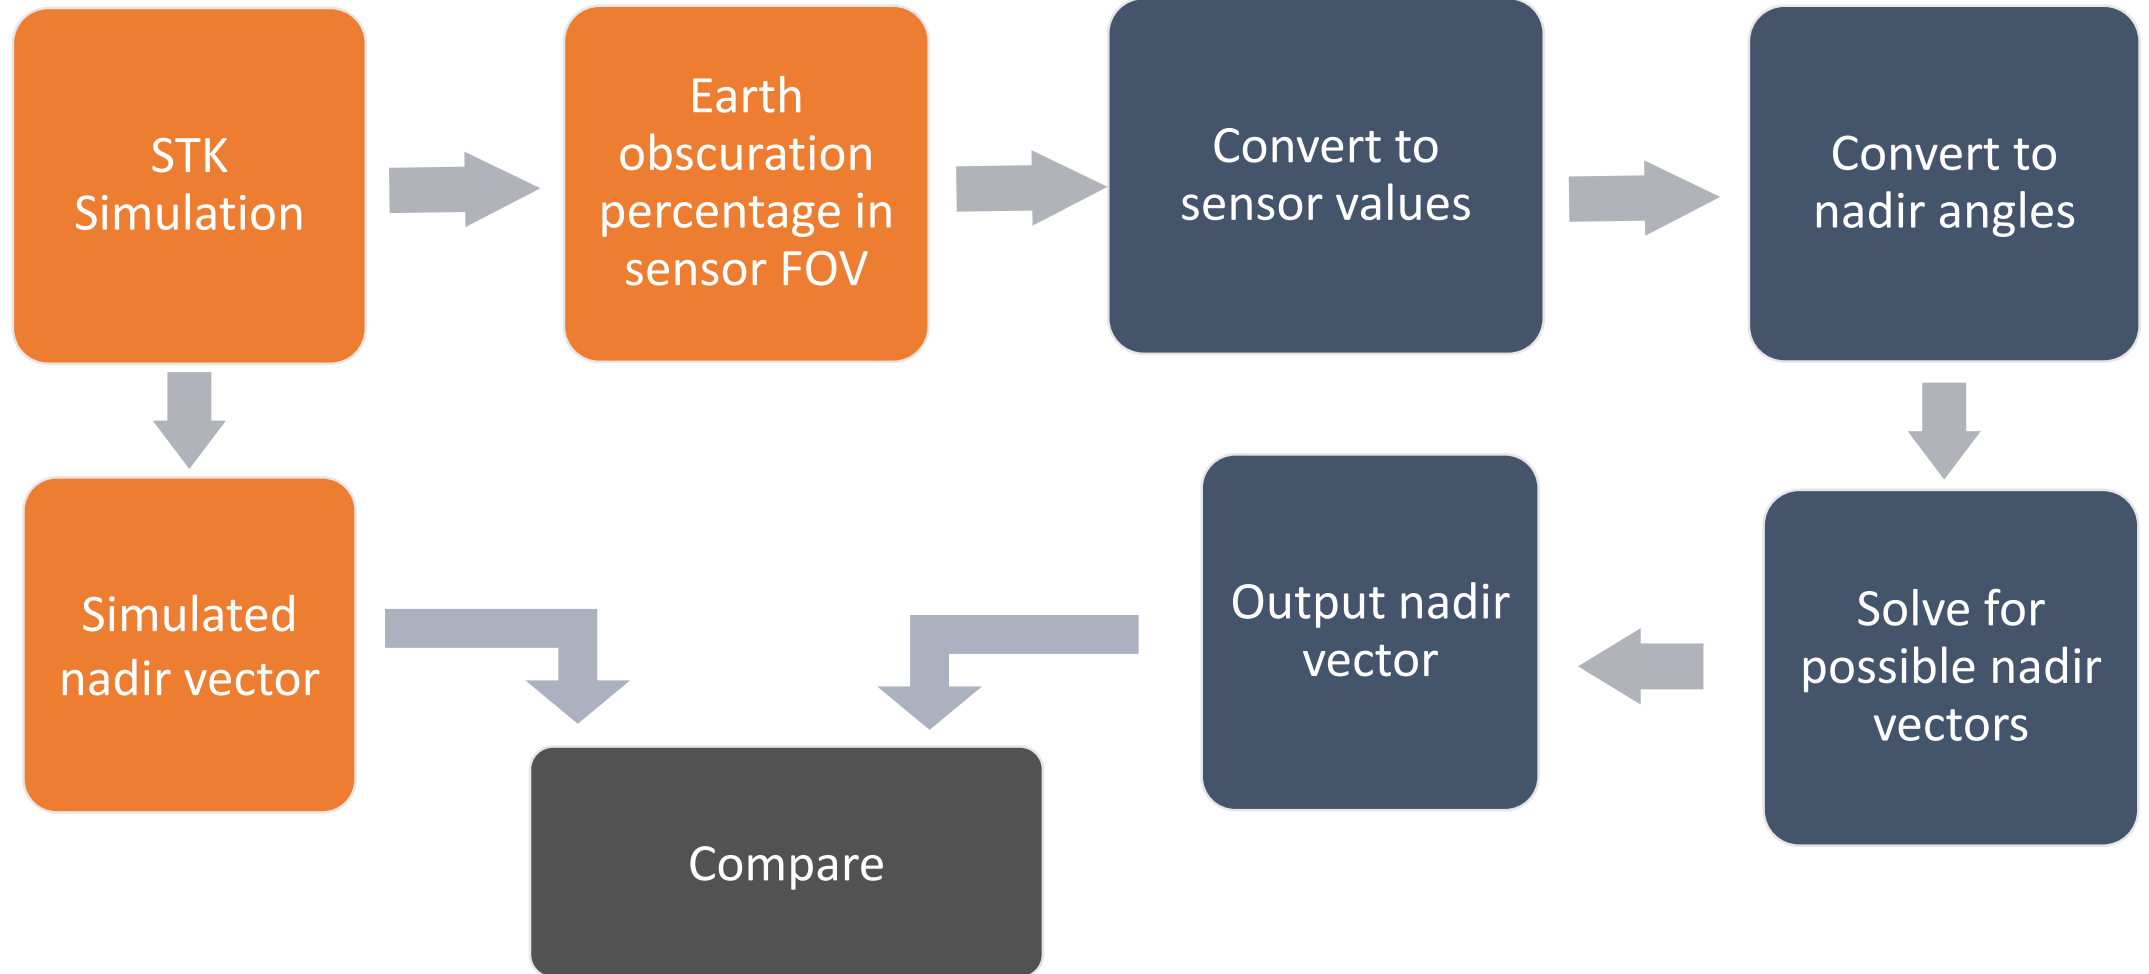 STK
Simulation
Earth
obscuration
percentage in
sensor FOV
Convert to
sensor values
Convert to
nadir angles
Simulated
nadir vector
Output nadir
vector
Solve for
possible nadir
vectors
Compare